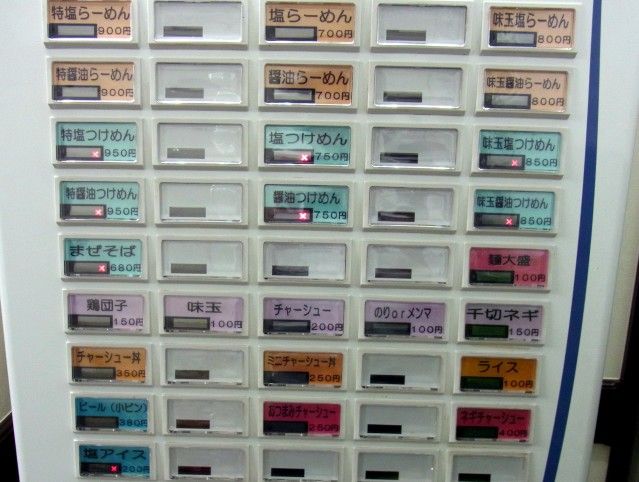 特塩らーめん 900円
塩らーめん 700円
味玉塩らーめん 800円
特醤油らーめん 900円
醤油らーめん 700円
味玉醤油らーめん 800円
特塩つけめん 950円
塩つけめん 750円
味玉塩つけめん 850円
特醤油つけめん 950円
醤油つけめん 750円
味玉醤油つけめん 850円
まぜそば 680円
麺大盛 100円
鶏団子 150円
味玉 100円
チャーシュー 200円
のりorメンマ 100円
千切ネギ 150円
チャーシュー丼 350円
ミニチャーシュー丼 250円
ライス 100円
ビール(小ビン) 380円
おつまみチャーシュー 250円
ネギチャーシュー 400円
塩アイス 200円